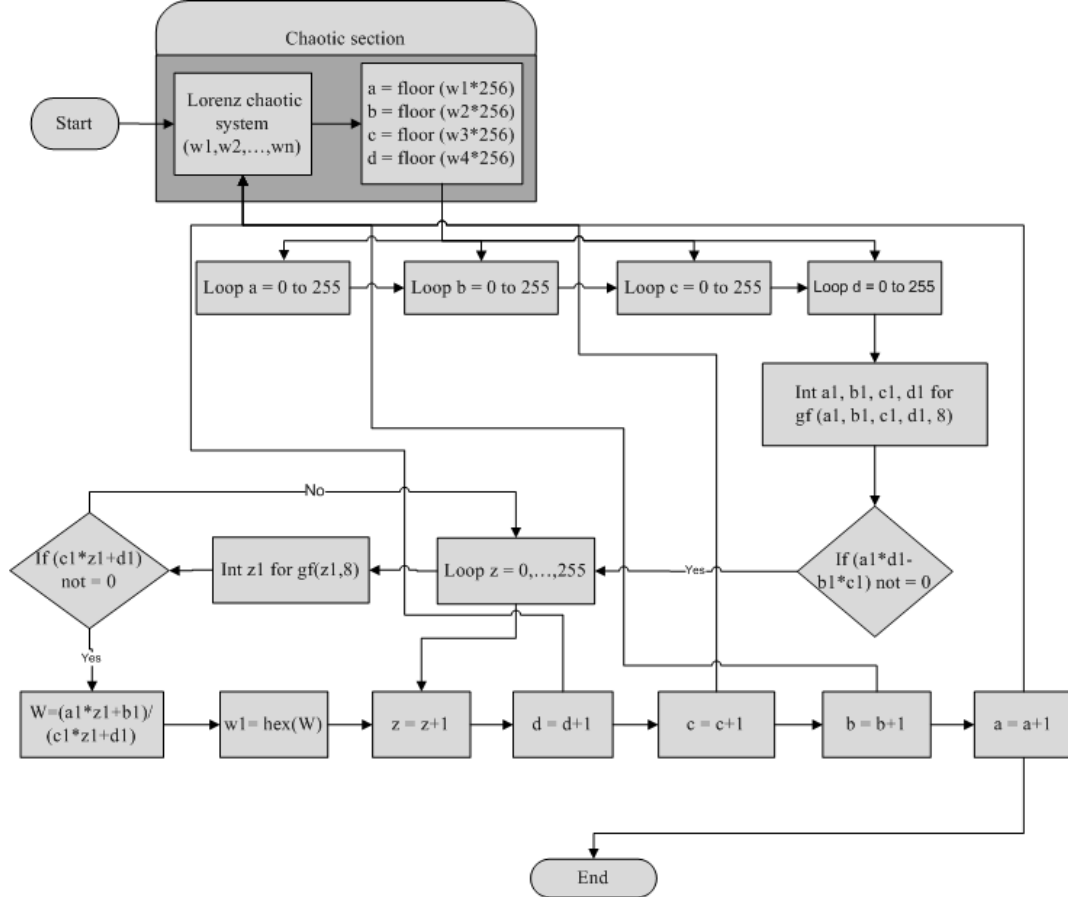 Chaotic section
Start
Lorenz chaotic
system
(w1,w2,...,wn)
a = floor (w1*256)
b = floor (w2*256)
c = floor (w3*256)
d = floor (w4*256)
Loop a = 0 to 255
Loop b = 0 to 255
Loop c = 0 to 255
Loop d = 0 to 255
Int a1, b1, c1, d1 for
gf (a1, b1, c1, d1, 8)
No
If (c1*z1+d1)
not = 0
Int z1 for gf(z1,8)
Loop z = 0,...,255
Yes
If (a1*d1-
b1*c1) not = 0
Yes
W=(a1*z1+b1)/
(c1*z1+d1)
w1= hex(W)
z = z+1
d = d+1
c = c+1
b = b+1
a = a+1
End